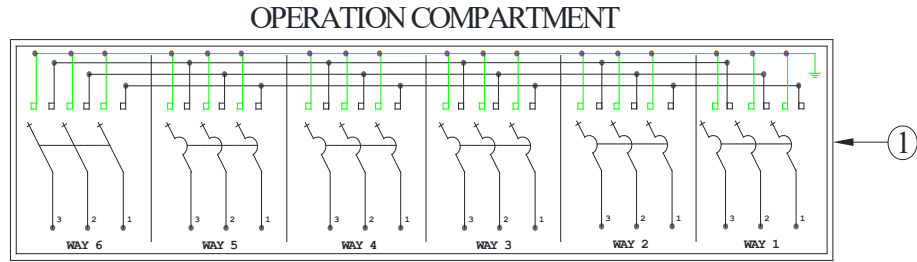 OPERATION COMPARTMENT
1
3 2 1 3 2 1 3 2 1 3 2 1 3 2 1 3 2 1
WAY 6 WAY 5 WAY 4 WAY 3 WAY 2 WAY 1